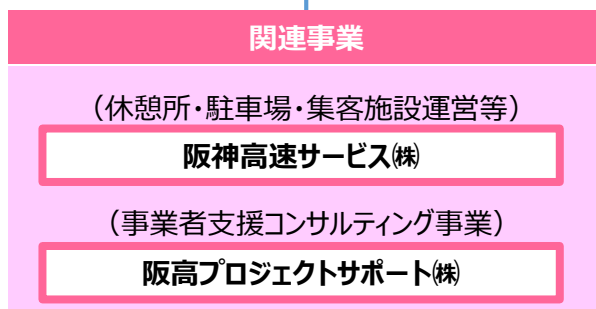 関連事業
（休憩所・駐車場・集客施設運営等）
阪神高速サービス㈱
（事業者支援コンサルティング事業）
阪高プロジェクトサポート㈱